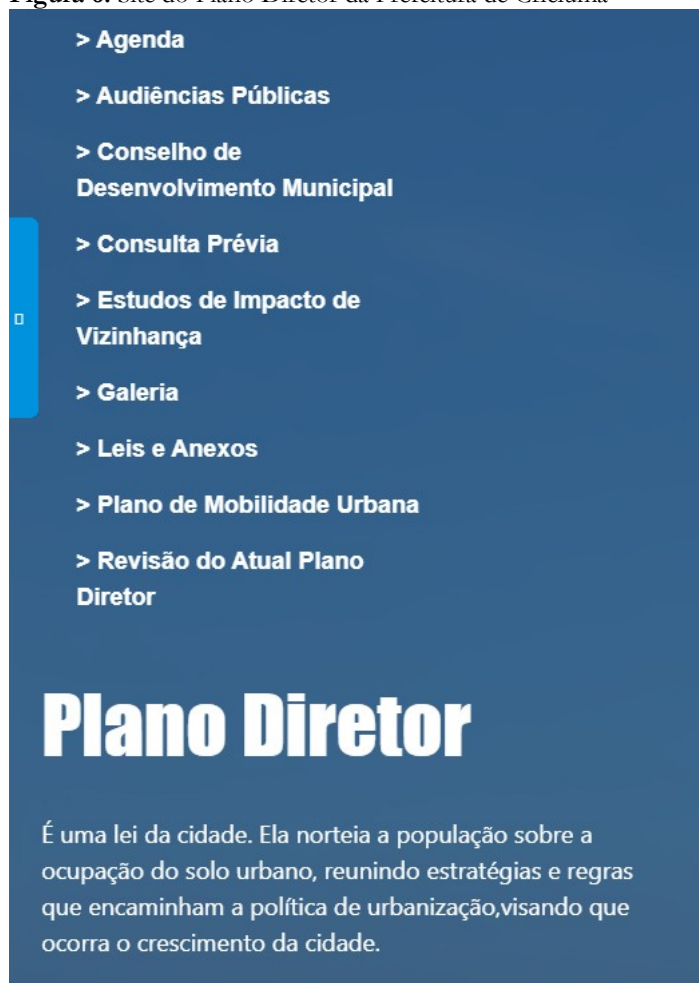 > Agenda
> Audiências Públicas
> Conselho de
Desenvolvimento Municipal
> Consulta Prévia
> Estudos de Impacto de
Vizinhança
> Galeria
> Leis e Anexos
> Plano de Mobilidade Urbana
> Revisão do Atual Plano
Diretor
Plano Diretor
É uma lei da cidade. Ela norteia a população sobre a
ocupação do solo urbano, reunindo estratégias e regras
que encaminham a política de urbanização,visando que
ocorra o crescimento da cidade.